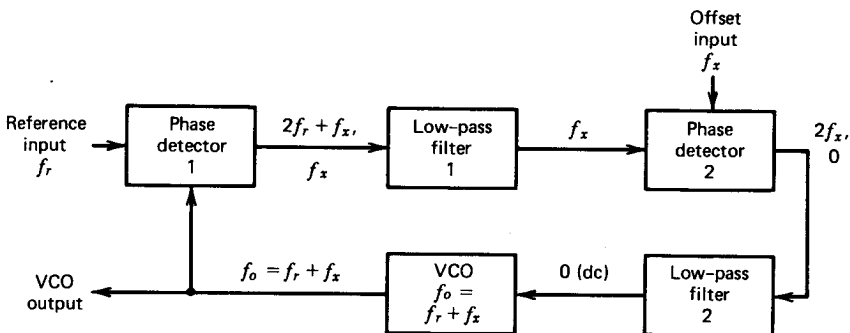 Offset
input
f_x
Reference
input
f_r
Phase
detector
1
2f_r + f_x,
f_x
Low-pass
filter
1
f_x
Phase
detector
2
2f_x,
0
VCO
output
f_o = f_r + f_x
VCO
f_o =
f_r + f_x
0 (dc)
Low-pass
filter
2